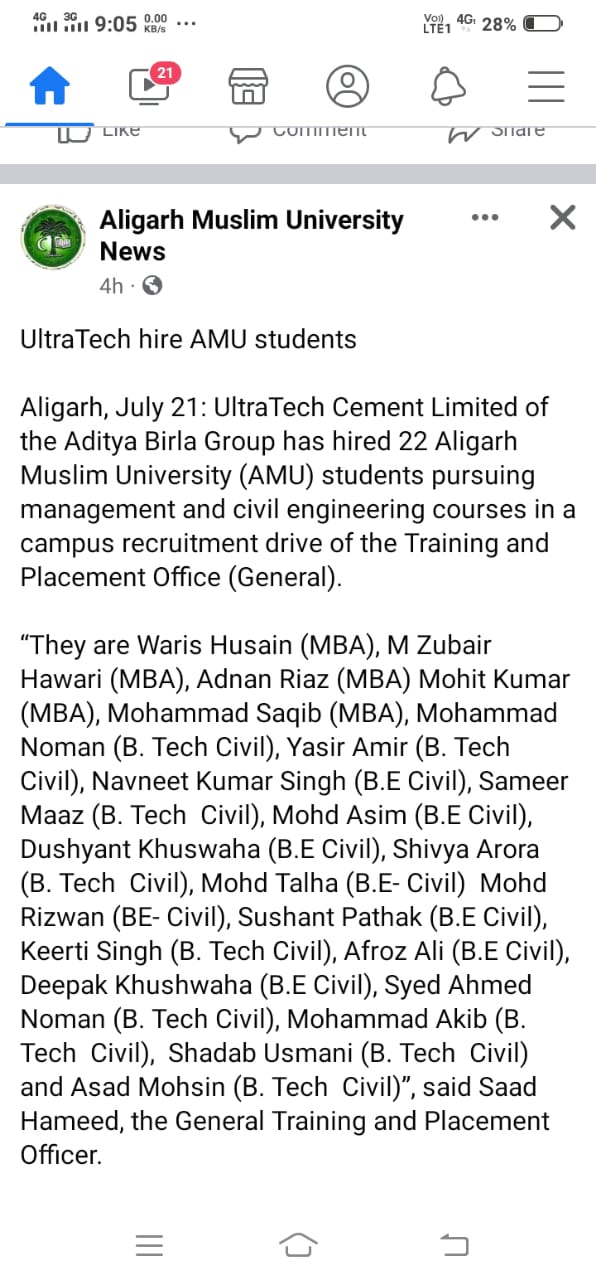 4G 3G 9:05 0.00 KB/s ... Vo)) LTE1 4G 28%
21
Like Comment Share
Aligarh Muslim University
News
4h ·
UltraTech hire AMU students
Aligarh, July 21: UltraTech Cement Limited of
the Aditya Birla Group has hired 22 Aligarh
Muslim University (AMU) students pursuing
management and civil engineering courses in a
campus recruitment drive of the Training and
Placement Office (General).
“They are Waris Husain (MBA), M Zubair
Hawari (MBA), Adnan Riaz (MBA) Mohit Kumar
(MBA), Mohammad Saqib (MBA), Mohammad
Noman (B. Tech Civil), Yasir Amir (B. Tech
Civil), Navneet Kumar Singh (B.E Civil), Sameer
Maaz (B. Tech  Civil), Mohd Asim (B.E Civil),
Dushyant Khuswaha (B.E Civil), Shivya Arora
(B. Tech  Civil), Mohd Talha (B.E- Civil)  Mohd
Rizwan (BE- Civil), Sushant Pathak (B.E Civil),
Keerti Singh (B. Tech Civil), Afroz Ali (B.E Civil),
Deepak Khushwaha (B.E Civil), Syed Ahmed
Noman (B. Tech Civil), Mohammad Akib (B.
Tech  Civil),  Shadab Usmani (B. Tech  Civil)
and Asad Mohsin (B. Tech  Civil)”, said Saad
Hameed, the General Training and Placement
Officer.